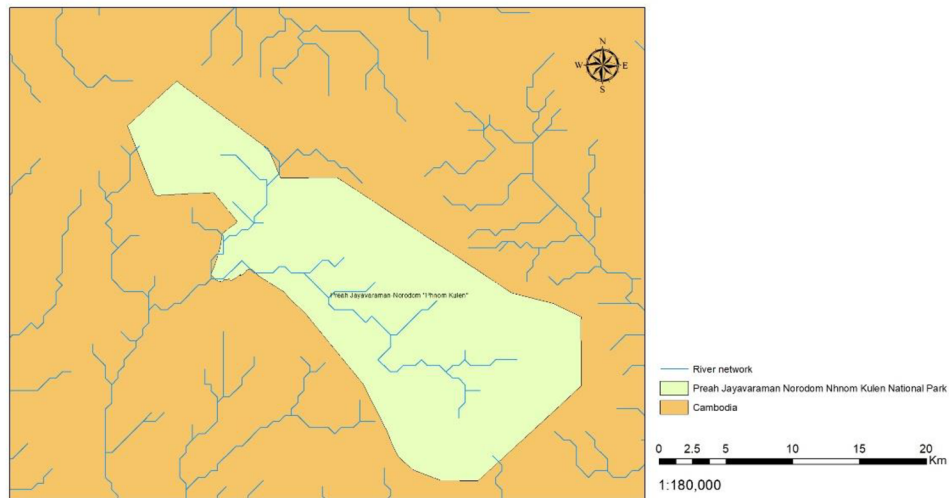 N
W E
S
Preah Jayavaraman Norodom "Phnom Kulen"
River network
Preah Jayavaraman Norodom Nhnom Kulen National Park
Cambodia
0 2.5 5 10 15 20
Km
1:180,000